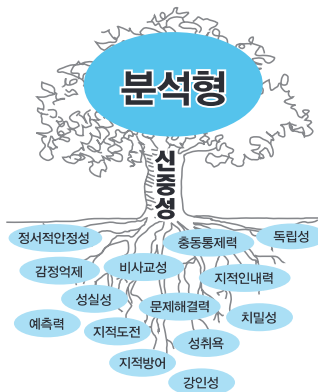 분석형
신중성
정서적안정성
충동통제력
독립성
감정억제
비사교성
지적인내력
성실성
문제해결력
예측력
지적도전
치밀성
성취욕
지적방어
강인성